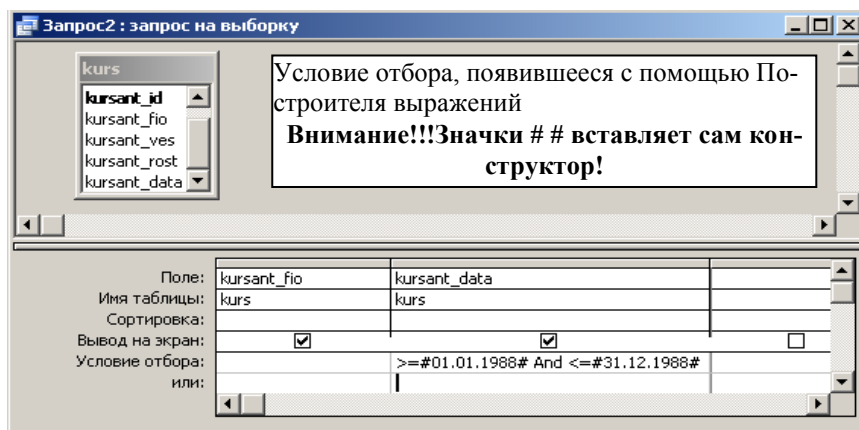 Запрос2 : запрос на выборку
kurs
kursant_id
kursant_fio
kursant_ves
kursant_rost
kursant_data
Условие отбора, появившееся с помощью По-
строителя выражений
Внимание!!!Значки # # вставляет сам кон-
структор!
Поле: kursant_fio kursant_data
Имя таблицы: kurs kurs
Сортировка:
Вывод на экран:
Условие отбора: >=#01.01.1988# And <=#31.12.1988#
или: